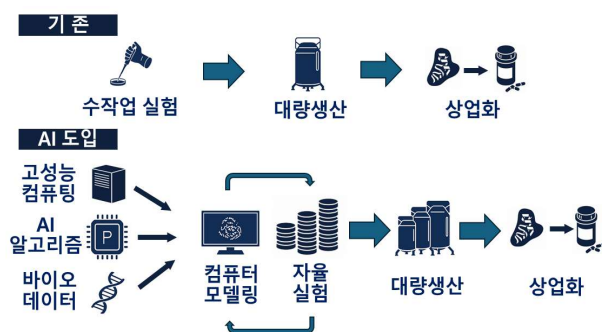 기 존
수작업 실험
대량생산
상업화
AI 도입
고성능
컴퓨팅
AI
알고리즘
P
바이오
데이터
컴퓨터
모델링
자율
실험
대량생산
상업화